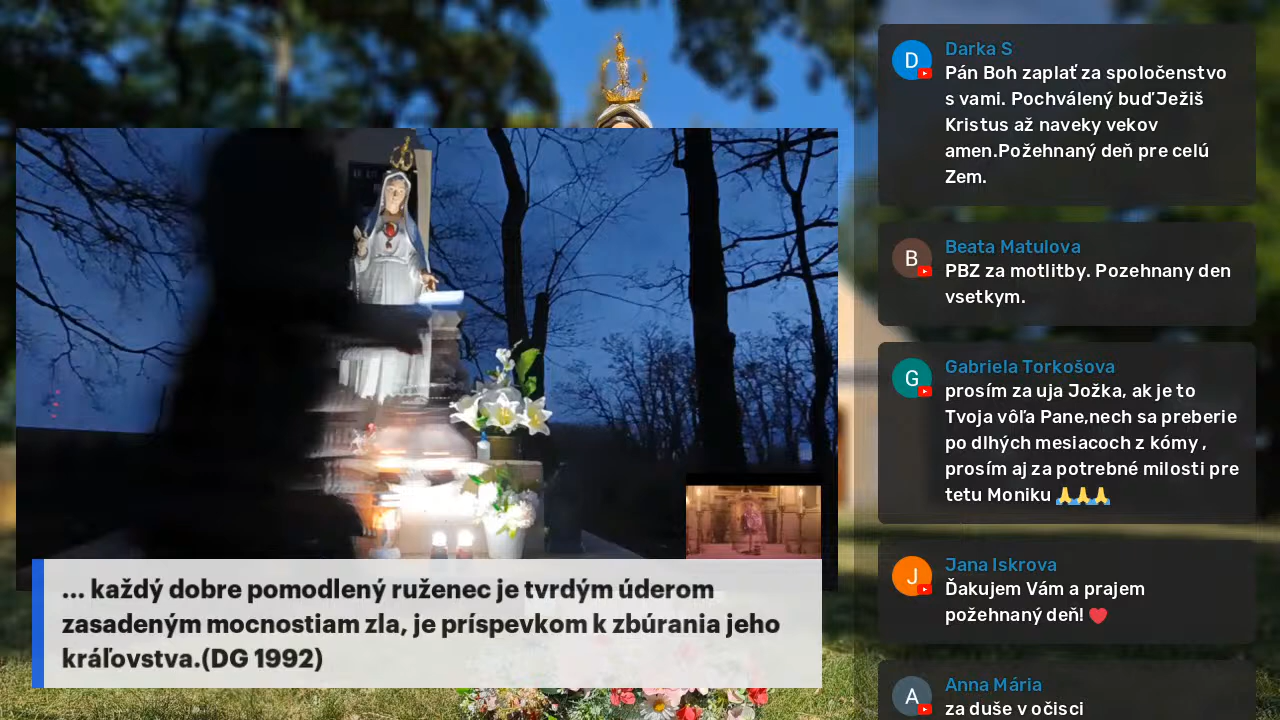 ... každý dobre pomodlený ruženec je tvrdým úderom
zasadeným mocnostiam zla, je príspevkom k zbúrania jeho
kráľovstva.(DG 1992)
D
Darka S
Pán Boh zaplať za spoločenstvo
s vami. Pochválený buďJežiš
Kristus až naveky vekov
amen.Požehnaný deň pre celú
Zem.
B
Beata Matulova
PBZ za motlitby. Pozehnany den
vsetkym.
G
Gabriela Torkošova
prosím za uja Jožka, ak je to
Tvoja vôľa Pane,nech sa preberie
po dlhých mesiacoch z kómy ,
prosím aj za potrebné milosti pre
tetu Moniku 🙏🙏🙏
J
Jana Iskrova
Ďakujem Vám a prajem
požehnaný deň! ❤️
A
Anna Mária
za duše v očisci